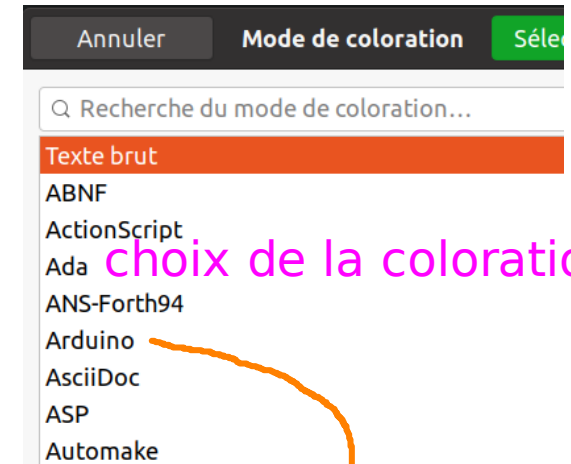 Annuler Mode de coloration
Recherche du mode de coloration...
Texte brut
ABNF
ActionScript
choix de la
Ada
ANS-Forth94
Arduino
AsciiDoc
ASP
Automake